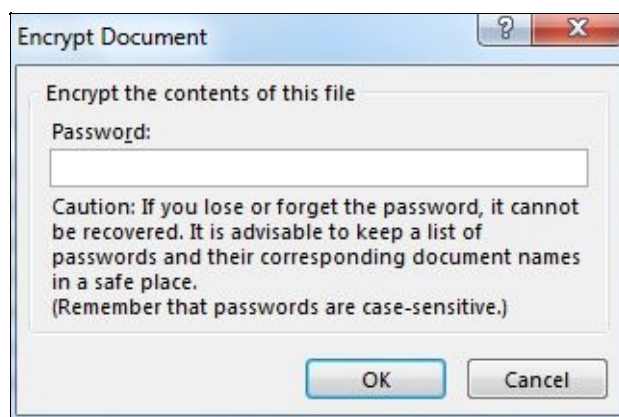 Encrypt Document
Encrypt the contents of this file
Password:
Caution: If you lose or forget the password, it cannot
be recovered. It is advisable to keep a list of
passwords and their corresponding document names
in a safe place.
(Remember that passwords are case-sensitive.)
OK Cancel